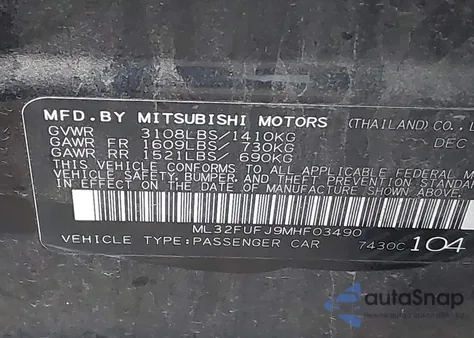 MFD.BY MITSUBISHI MOTORS (THAILAND) CO.,L
GVWR 3108LBS/1410KG DEC
GAWR FR 1609LBS/ 730KG
GAWR RR 1521LBS/ 690KG
THIS VEHICLE CONFORMS TO ALL APPLICABLE FEDERAL MOTOR
VEHICLE SAFETY, BUMPER, AND THEFT PREVENTION STANDARD
IN EFFECT ON THE DATE OF MANUFACTURE SHOWN ABOVE
ML32FUFJ9MHF03490
VEHICLE TYPE:PASSENGER CAR 7430C 104
autoSnap